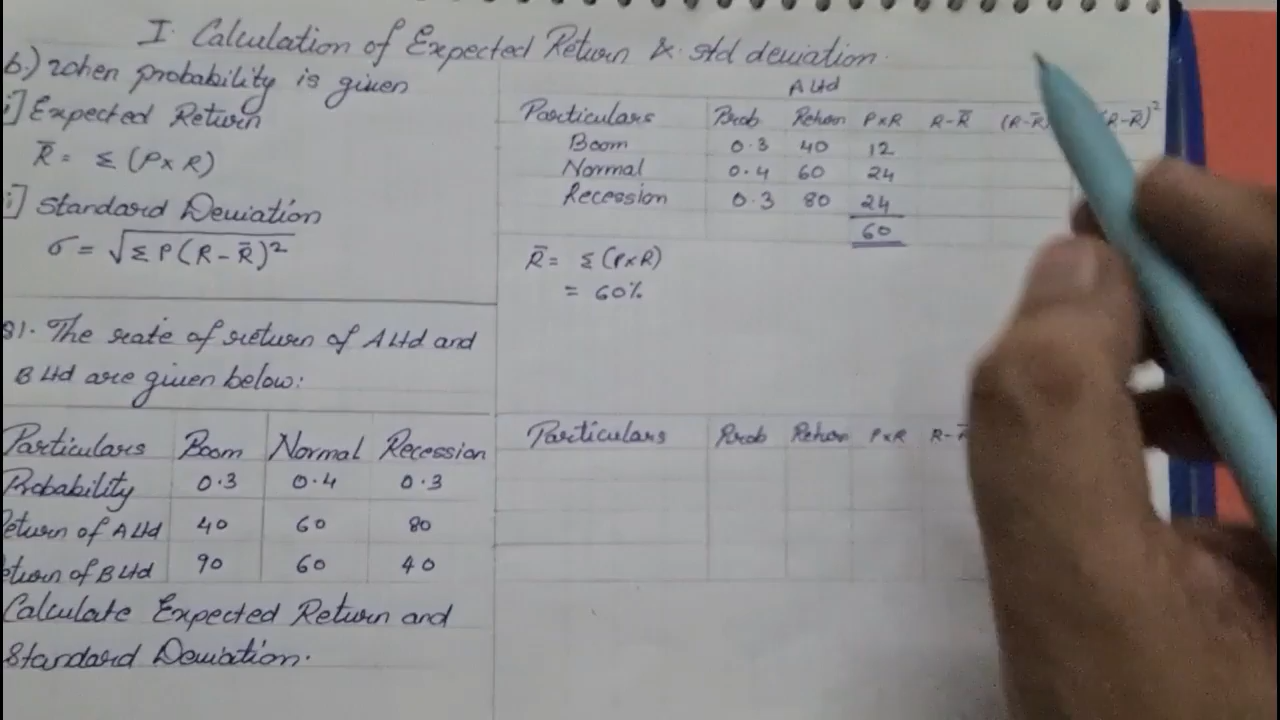 I. Calculation of Expected Return & Std deviation.
b.) when probability is given
i] Expected Return
R̄ = Σ (P x R)
i] Standard Deviation
σ = √Σ P(R-R̄)²
Q1. The rate of return of A Ltd and
B Ltd are given below:
Particulars Boom Normal Recession
Probability 0.3 0.4 0.3
Return of A Ltd 40 60 80
Return of B Ltd 90 60 40
Calculate Expected Return and
Standard Deviation.
A Ltd
Particulars Prob Return PxR R-R̄ (R-R̄) (R-R̄)²
Boom 0.3 40 12
Normal 0.4 60 24
Recession 0.3 80 24
60
R̄ = Σ (PxR)
= 60%
Particulars Prob Return PxR